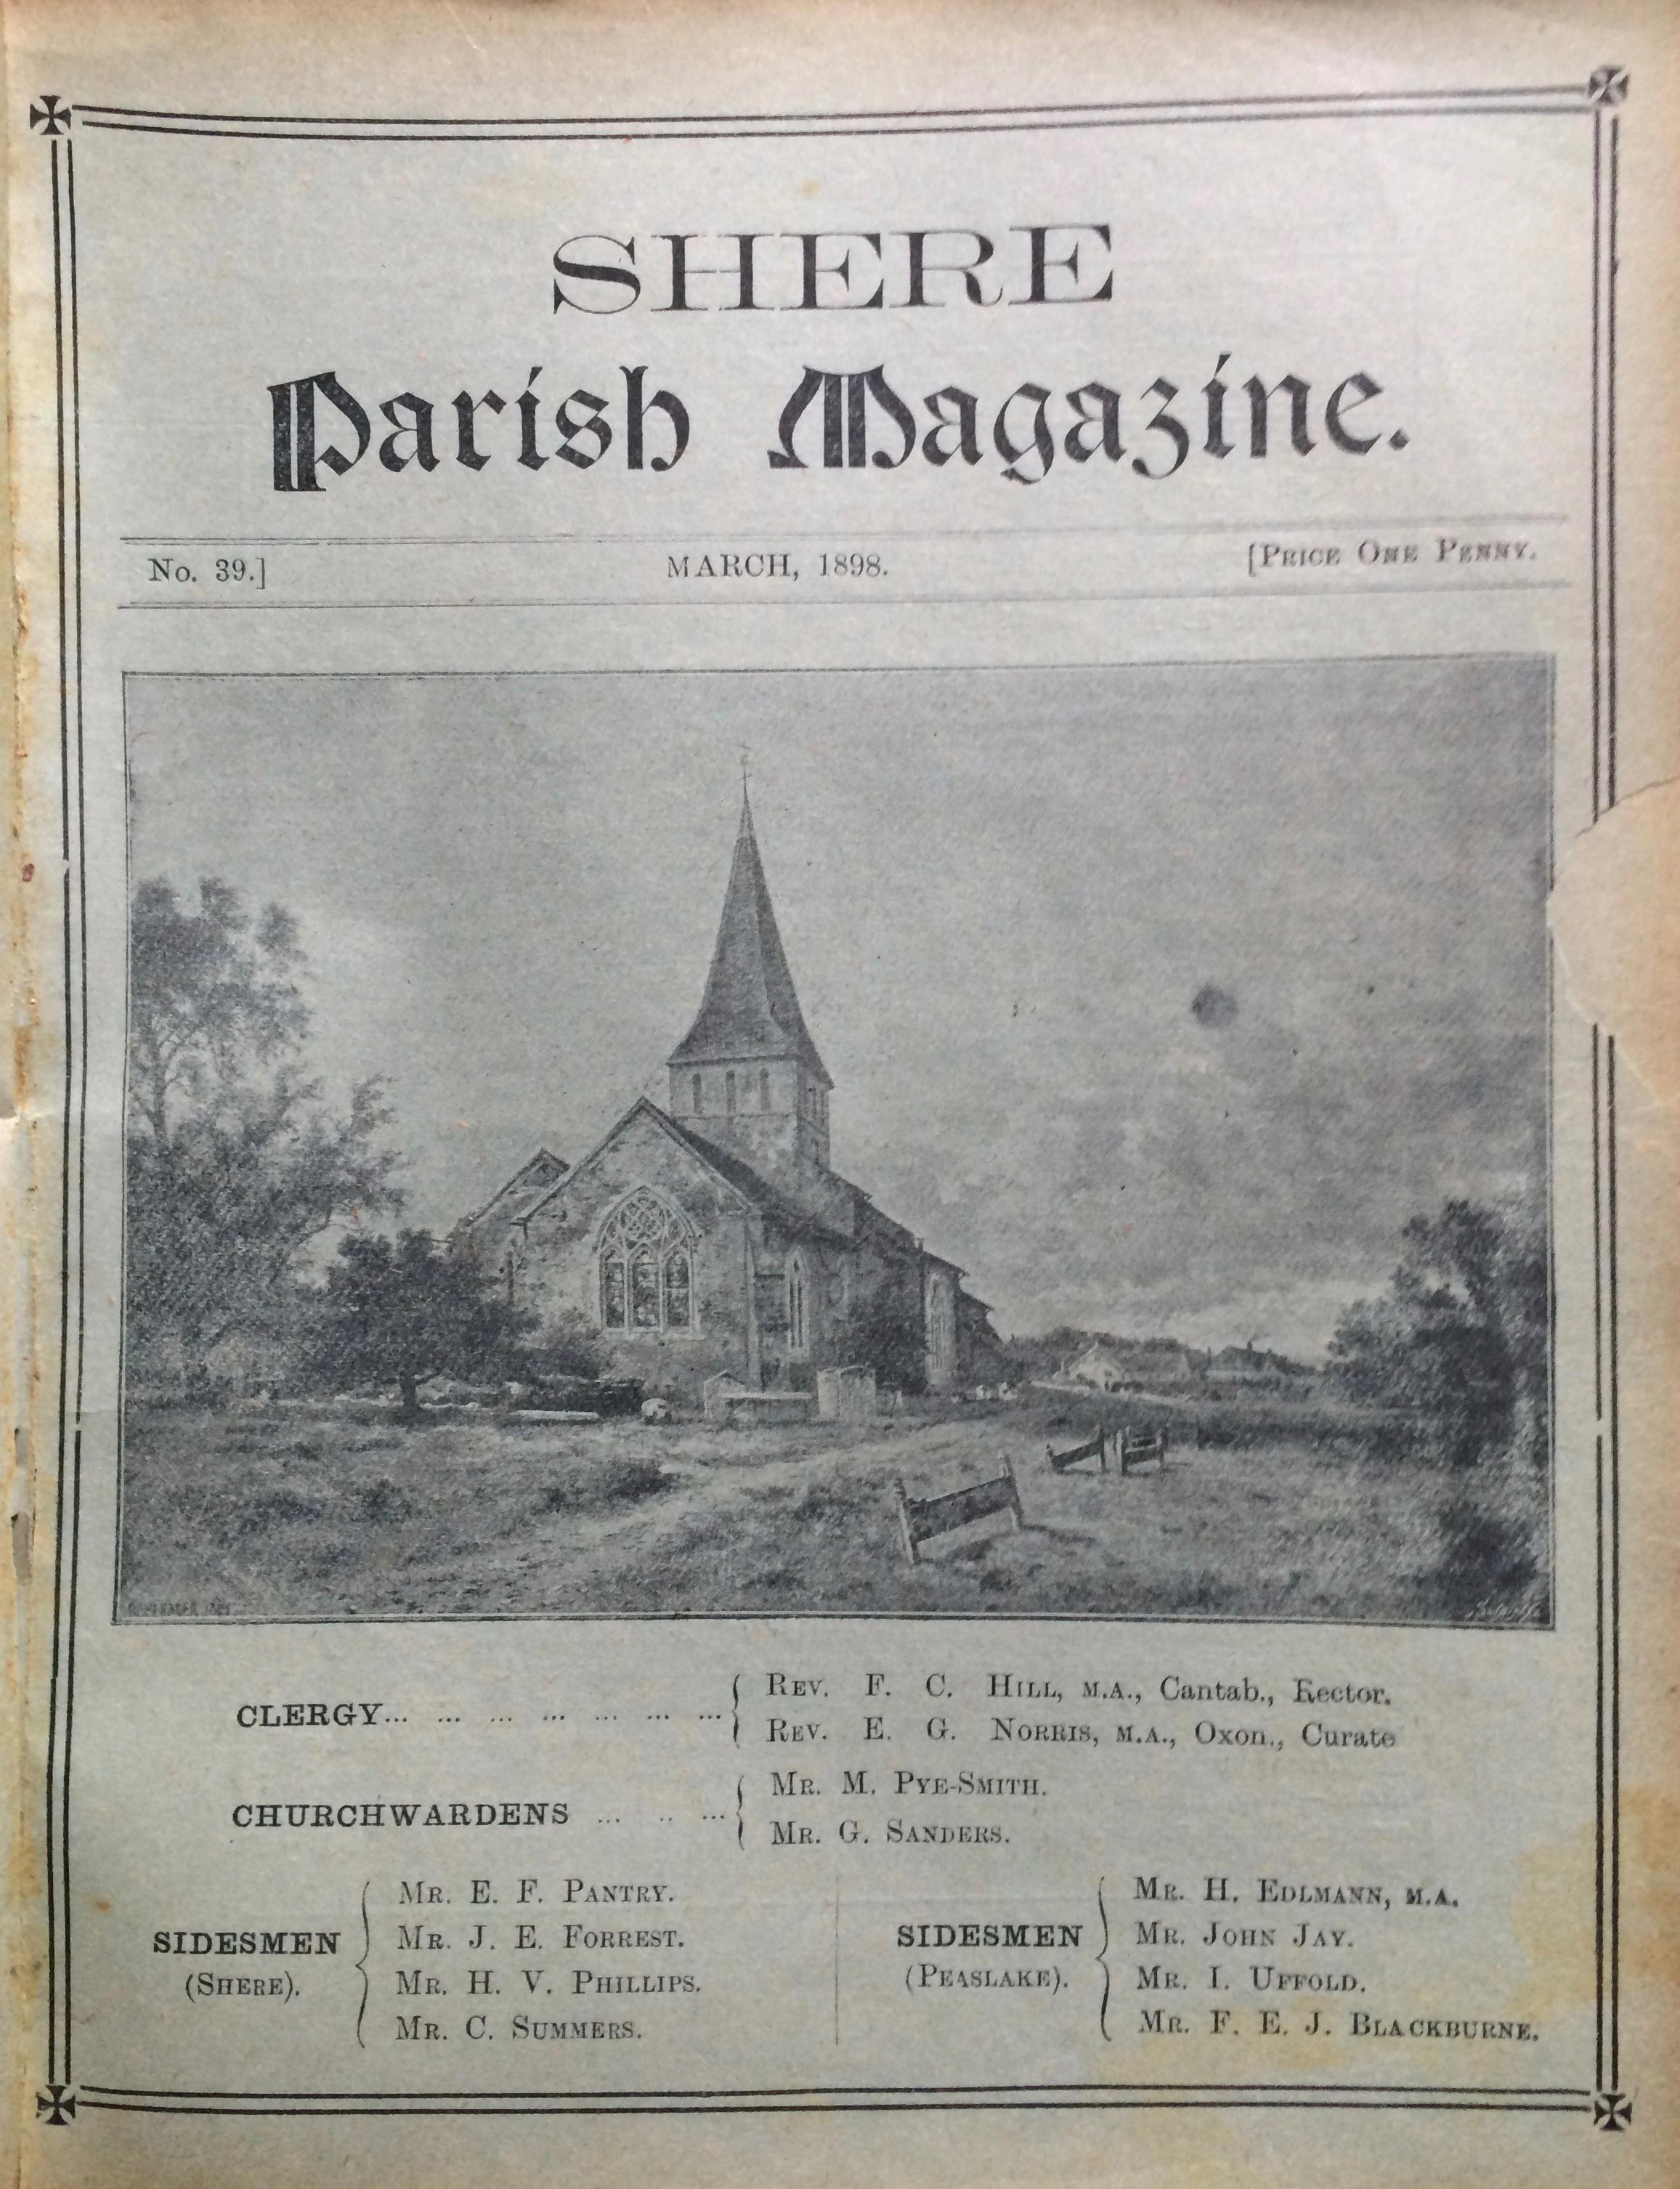 SHERE
Parish Magazine.
No. 39.] MARCH, 1898. [PRICE ONE PENNY.
CLERGY... ... ... ... ... ... ...
REV. F. C. HILL, M.A., Cantab., Rector.
REV. E. G. NORRIS, M.A., Oxon., Curate
CHURCHWARDENS ... .. ...
MR. M. PYE-SMITH.
MR. G. SANDERS.
SIDESMEN
(SHERE).
MR. E. F. PANTRY.
MR. J. E. FORREST.
MR. H. V. PHILLIPS.
MR. C. SUMMERS.
SIDESMEN
(PEASLAKE).
MR. H. EDLMANN, M.A.
MR. JOHN JAY.
MR. I. UFFOLD.
MR. F. E. J. BLACKBURNE.